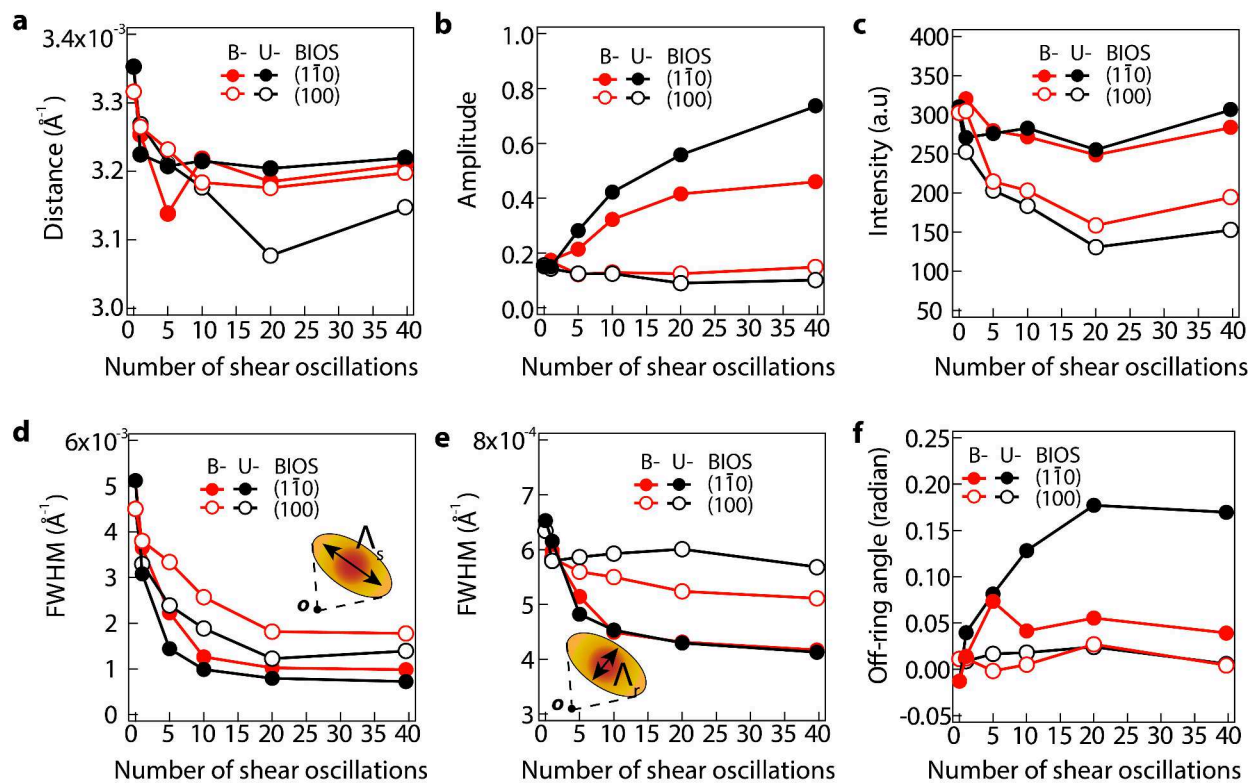 a
3.4x10⁻³
3.3
3.2
3.1
3.0
Distance (Å⁻¹)
B- U- BIOS
(11̄0)
(100)
0 5 10 15 20 25 30 35 40
Number of shear oscillations
b
1.0
0.8
0.6
0.4
0.2
0.0
Amplitude
B- U- BIOS
(11̄0)
(100)
0 5 10 15 20 25 30 35 40
Number of shear oscillations
c
400
350
300
250
200
150
100
50
Intensity (a.u)
B- U- BIOS
(11̄0)
(100)
0 5 10 15 20 25 30 35 40
Number of shear oscillations
d
6x10⁻³
5
4
3
2
1
0
FWHM (Å⁻¹)
B- U- BIOS
(11̄0)
(100)
Λs
o
0 5 10 15 20 25 30 35 40
Number of shear oscillations
e
8x10⁻⁴
7
6
5
4
3
FWHM (Å⁻¹)
B- U- BIOS
(11̄0)
(100)
Λr
o
0 5 10 15 20 25 30 35 40
Number of shear oscillations
f
0.25
0.20
0.15
0.10
0.05
0.00
-0.05
Off-ring angle (radian)
B- U- BIOS
(11̄0)
(100)
0 5 10 15 20 25 30 35 40
Number of shear oscillations